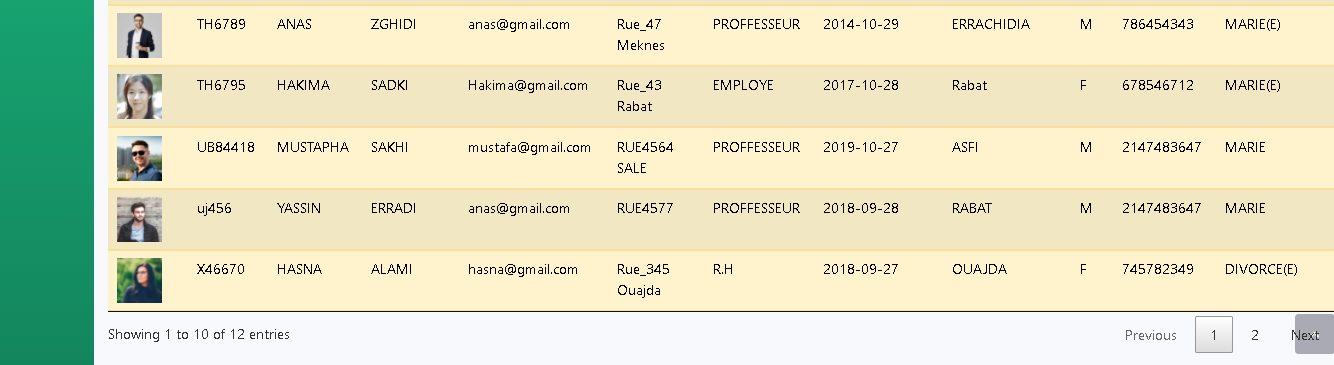 TH6789 ANAS ZGHIDI anas@gmail.com Rue_47 PROFFESSEUR 2014-10-29 ERRACHIDIA M 786454343 MARIE(E)
Meknes
TH6795 HAKIMA SADKI Hakima@gmail.com Rue_43 EMPLOYE 2017-10-28 Rabat F 678546712 MARIE(E)
Rabat
UB84418 MUSTAPHA SAKHI mustafa@gmail.com RUE4564 PROFFESSEUR 2019-10-27 ASFI M 2147483647 MARIE
SALE
uj456 YASSIN ERRADI anas@gmail.com RUE4577 PROFFESSEUR 2018-09-28 RABAT M 2147483647 MARIE
X46670 HASNA ALAMI hasna@gmail.com Rue_345 R.H 2018-09-27 OUAJDA F 745782349 DIVORCE(E)
Ouajda
Showing 1 to 10 of 12 entries Previous 1 2 Next